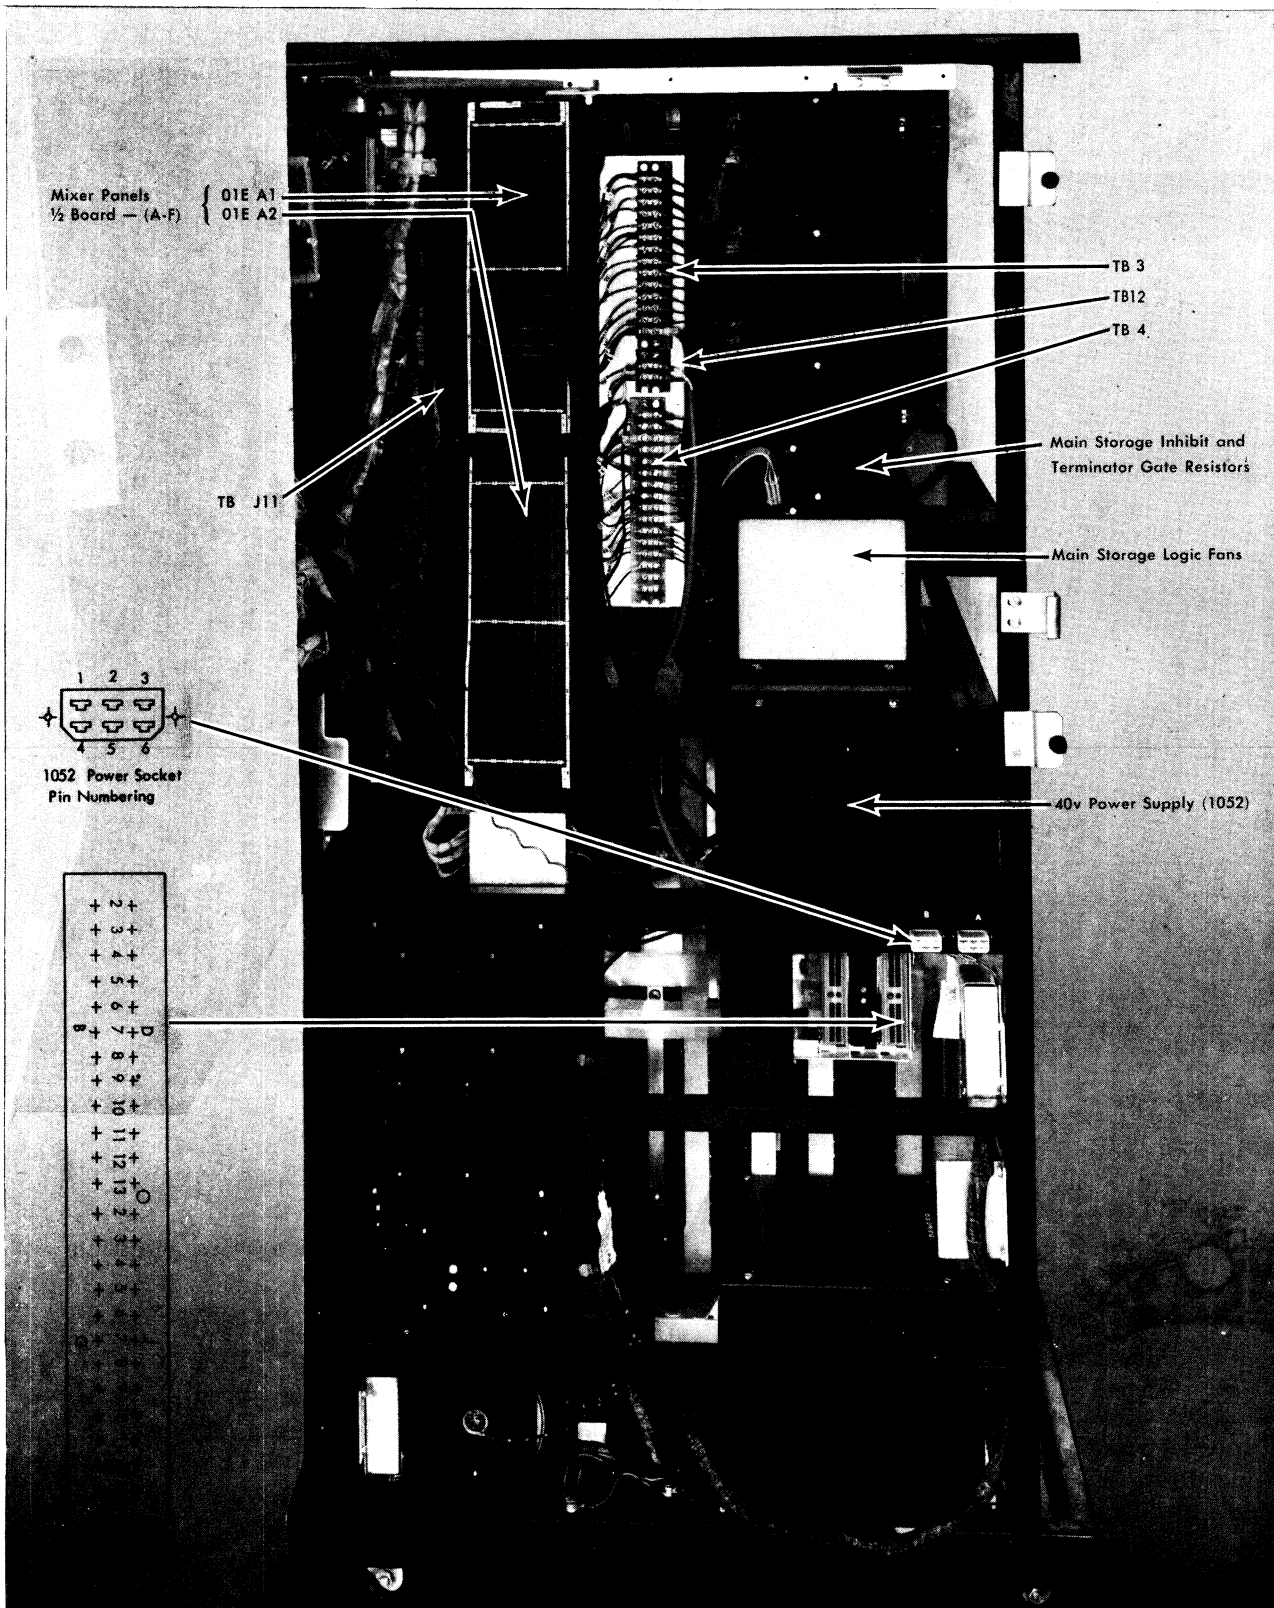 Mixer Panels { 01E A1
½ Board — (A-F) { 01E A2
TB 3
TB12
TB 4
Main Storage Inhibit and
Terminator Gate Resistors
TB J11
Main Storage Logic Fans
1 2 3
4 5 6
1052 Power Socket
Pin Numbering
40v Power Supply (1052)
B A
+ 2 +
+ 3 +
+ 4 +
+ 5 +
+ 6 +
B + 7 + D
+ 8 +
+ 9 +
+ 10 +
+ 11 +
+ 12 +
+ 13 +
+ 2 +
+ 3 +
+ 4 +
+ 5 +
+ 6 +
+ 7 +